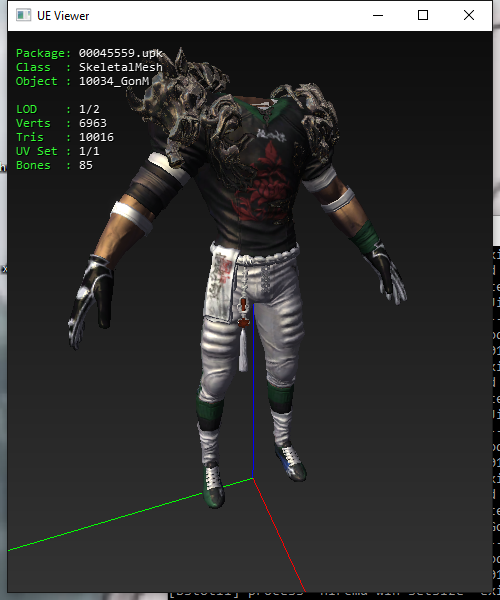 UE Viewer
Package: 00045559.upk
Class : SkeletalMesh
Object : 10034_GonM
LOD : 1/2
Verts : 6963
Tris : 10016
UV Set : 1/1
Bones : 85